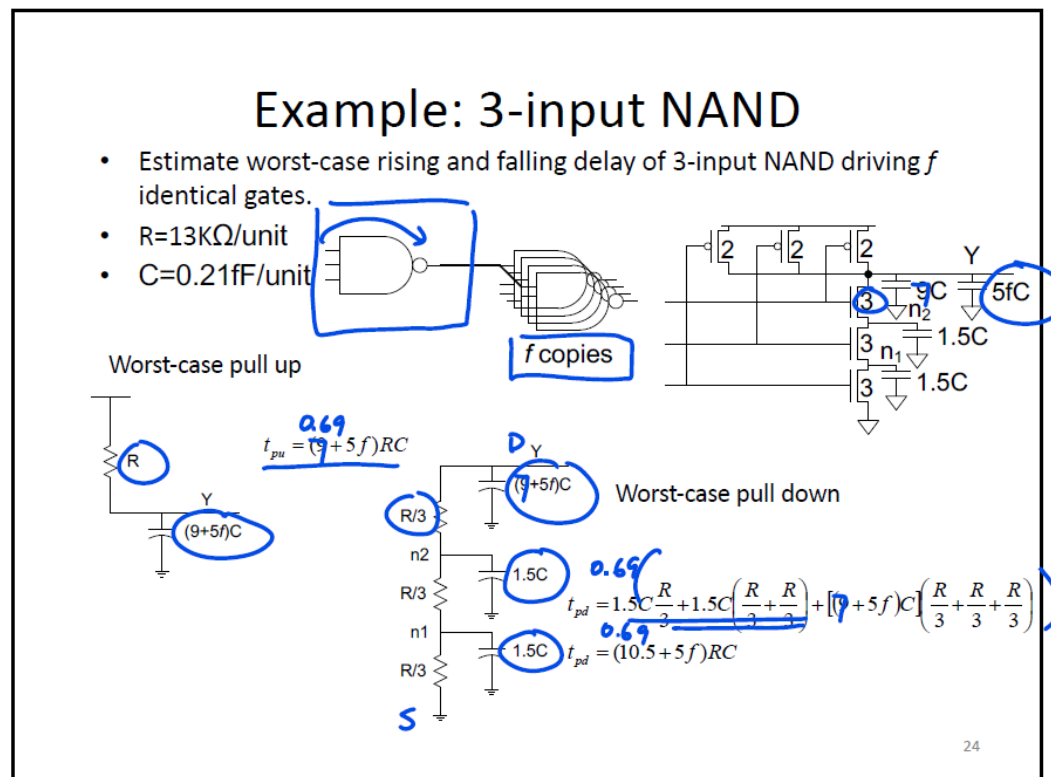 Example: 3-input NAND
• Estimate worst-case rising and falling delay of 3-input NAND driving f
identical gates.
• R=13KΩ/unit
• C=0.21fF/unit
f copies
2 2 2
Y
3 9C 7 5fC
n2
3 1.5C
n1
3 1.5C
Worst-case pull up
R
Y
(9+5f)C
0.69
t_pu = (9+5f)RC
7
D Y
(9+5f)C
7
Worst-case pull down
R/3
n2
1.5C
R/3
n1
1.5C
R/3
S
0.69 (
t_pd = 1.5C R/3 + 1.5C (R/3 + R/3) + [(9+5f)C] (R/3 + R/3 + R/3) )
7
0.69
t_pd = (10.5+5f)RC
24